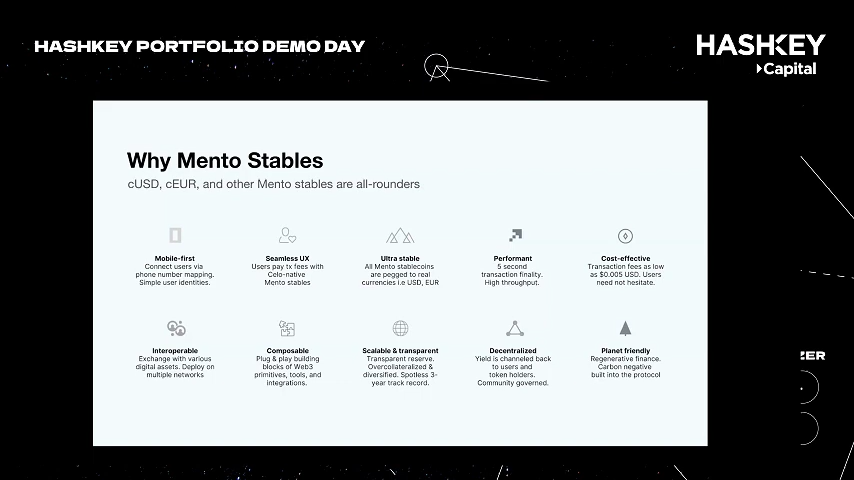 HASHKEY PORTFOLIO DEMO DAY
HASHKEY
Capital
Why Mento Stables
cUSD, cEUR, and other Mento stables are all-rounders
Mobile-first
Connect users via
phone number mapping.
Simple user identities.
Seamless UX
Users pay tx fees with
Celo-native
Mento stables
Ultra stable
All Mento stablecoins
are pegged to real
currencies i.e USD, EUR
Performant
5 second
transaction finality.
High throughput.
Cost-effective
Transaction fees as low
as $0.005 USD. Users
need not hesitate.
Interoperable
Exchange with various
digital assets. Deploy on
multiple networks
Composable
Plug & play building
blocks of Web3
primitives, tools, and
integrations.
Scalable & transparent
Transparent reserve.
Overcollateralized &
diversified. Spotless 3-
year track record.
Decentralized
Yield is channeled back
to users and
token holders.
Community governed.
Planet friendly
Regenerative finance.
Carbon negative
built into the protocol